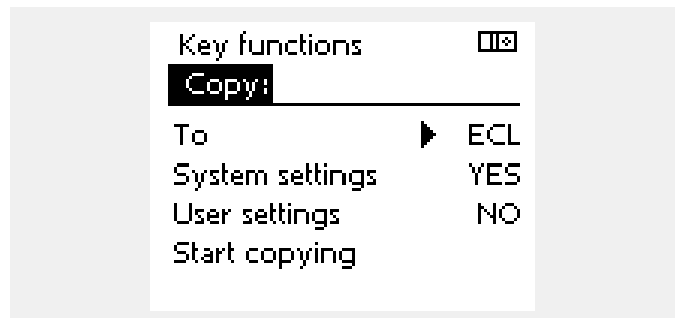 Key functions
Copy:
To ECL
System settings YES
User settings NO
Start copying